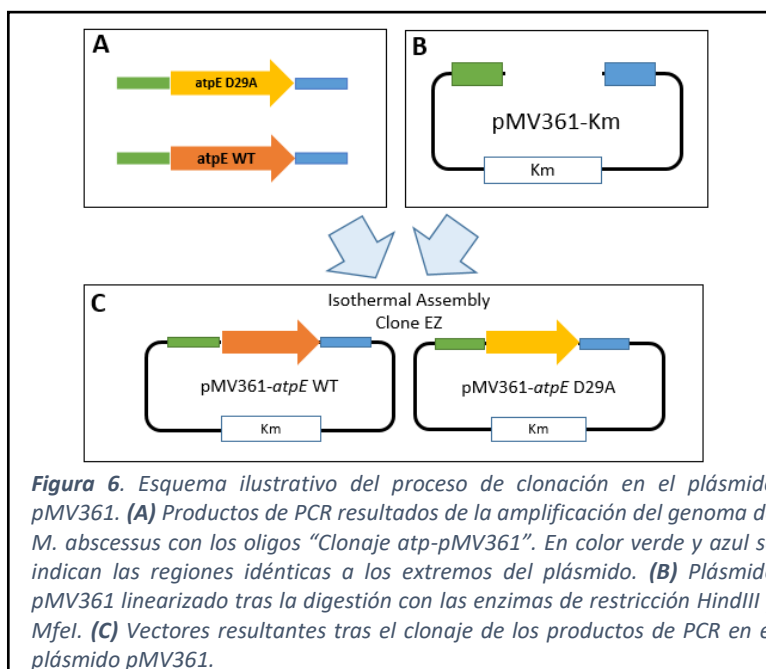 A
atpE D29A
atpE WT
B
pMV361-Km
Km
C
Isothermal Assembly
Clone EZ
pMV361-atpE WT
Km
pMV361-atpE D29A
Km
Figura 6. Esquema ilustrativo del proceso de clonación en el plásmido
pMV361. (A) Productos de PCR resultados de la amplificación del genoma d
M. abscessus con los oligos “Clonaje atp-pMV361”. En color verde y azul s
indican las regiones idénticas a los extremos del plásmido. (B) Plásmido
pMV361 linearizado tras la digestión con las enzimas de restricción HindIII
MfeI. (C) Vectores resultantes tras el clonaje de los productos de PCR en e
plásmido pMV361.